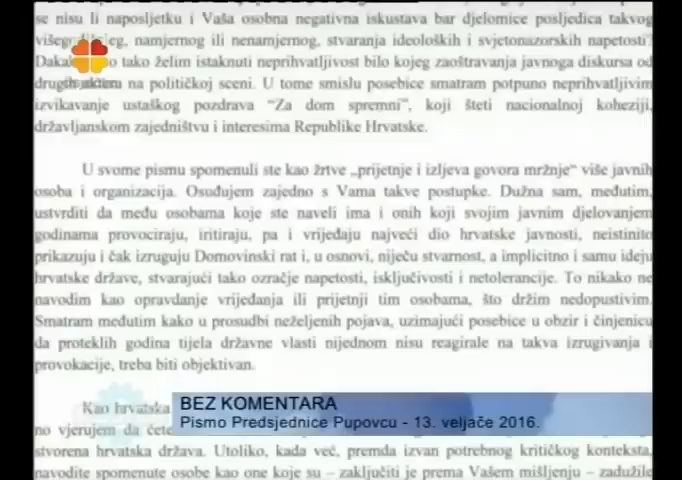 se nisu li naposljetku i Vaša osobna negativna iskustava bar djelomice posljedica takvog
namjernog ili nenamjernog, stvaranja ideoloških i svjetonazorskih napetosti?
tako želim istaknuti neprihvatljivost bilo kojeg zaoštravanja javnoga diskursa od
na političkoj sceni. U tome smislu posebice smatram potpuno neprihvatljivim
izvikavanje ustaškog pozdrava "Za dom spremni", koji šteti nacionalnoj koheziji,
državljanskom zajedništvu i interesima Republike Hrvatske.
U svome pismu spomenuli ste kao žrtve „prijetnje i izljeva govora mržnje" više javnih
osoba i organizacija. Osuđujem zajedno s Vama takve postupke. Dužna sam, međutim,
ustvrditi da među osobama koje ste naveli ima i onih koji svojim javnim djelovanjem
godinama provociraju, iritiraju, pa i vrijeđaju najveći dio hrvatske javnosti, neistinito
prikazuju i čak izruguju Domovinski rat i, u osnovi, niječu stvarnost, a implicitno i samu ideju
hrvatske države, stvarajući tako ozračje napetosti, isključivosti i netolerancije. To nikako ne
navodim kao opravdanje vrijeđanja ili prijetnji tim osobama, što držim nedopustivim.
Smatram međutim kako u prosudbi neželjenih pojava, uzimajući posebice u obzir i činjenicu
da proteklih godina tijela državne vlasti nijednom nisu reagirale na takva izrugivanja i
provokacije, treba biti objektivan.
Kao hrvatska
BEZ KOMENTARA
Pismo Predsjednice Pupovcu - 13. veljače 2016.
no vjerujem da ćete
stvorena hrvatska država. Utoliko, kada već, premda izvan potrebnog kritičkog konteksta,
navodite spomenute osobe kao one koje su – zaključiti je prema Vašem mišljenju – zadužile